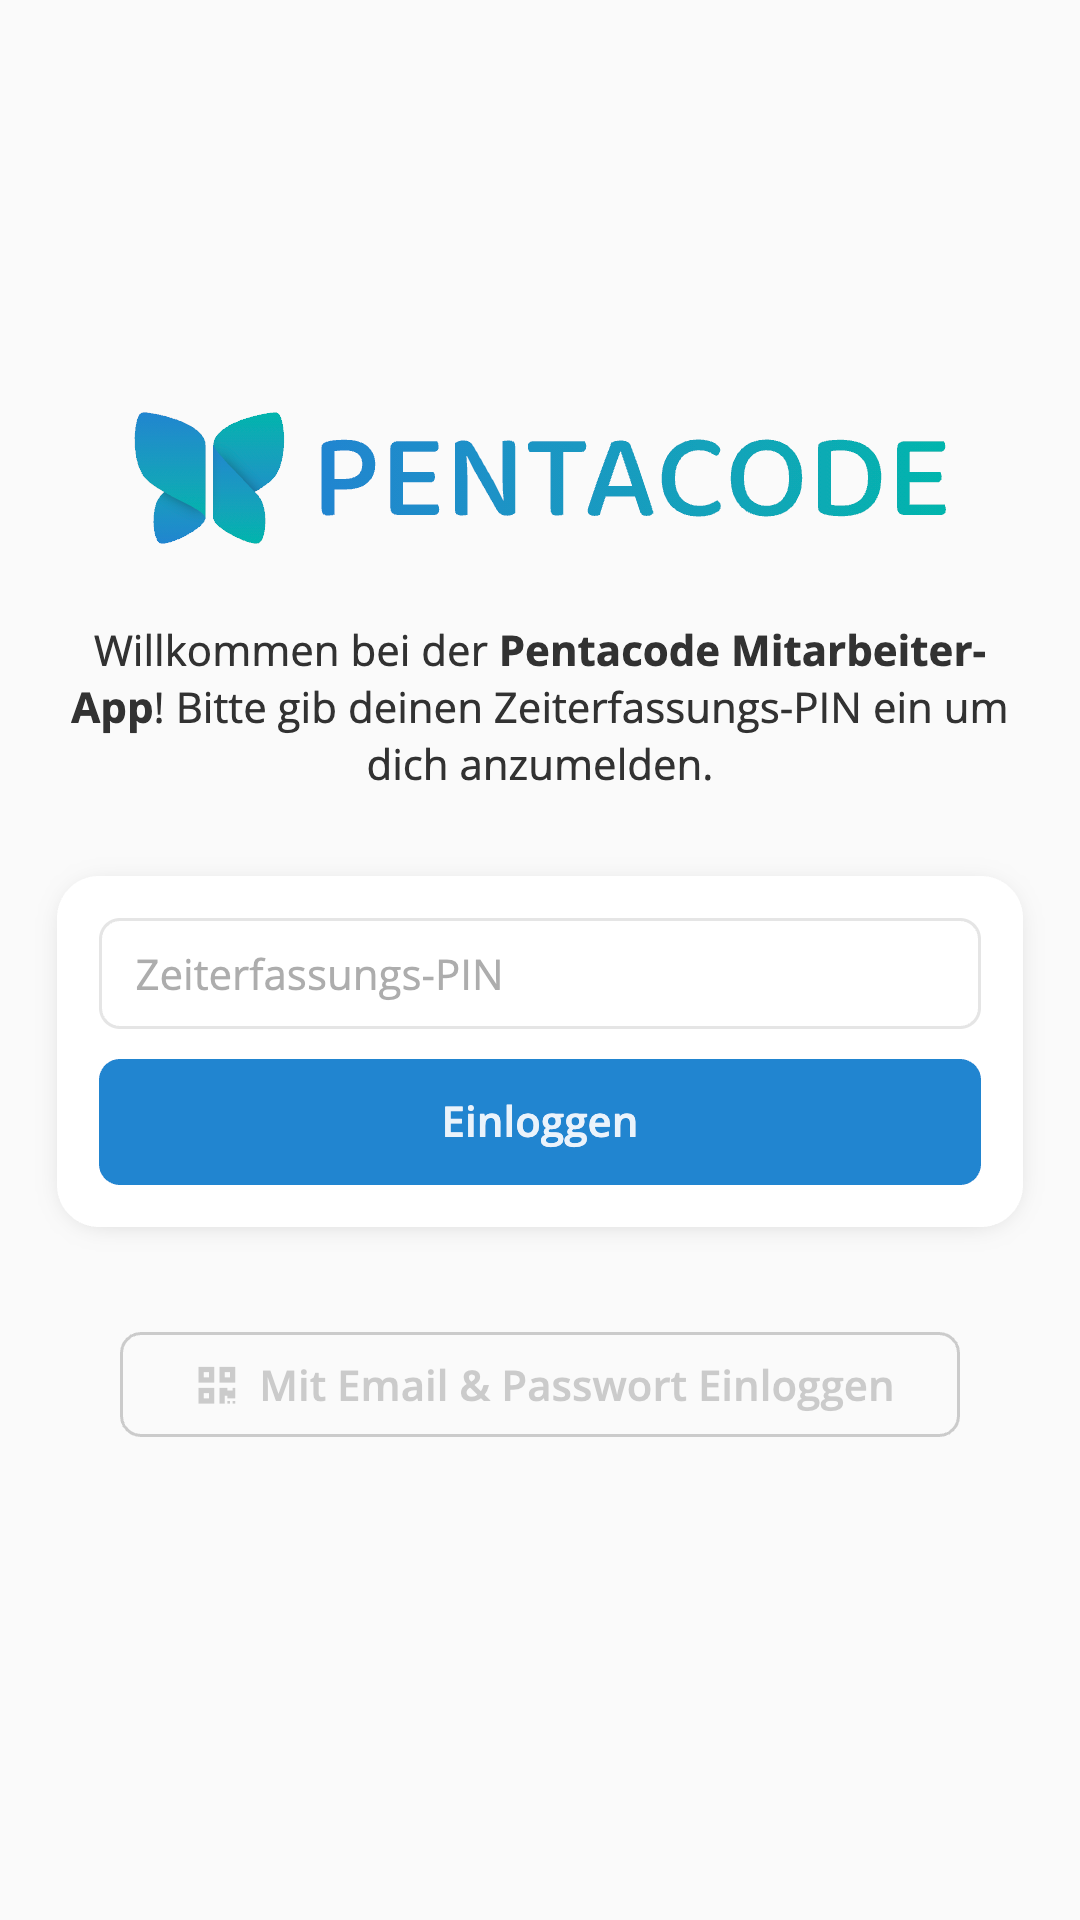 PENTACODE
Willkommen bei der Pentacode Mitarbeiter-
App! Bitte gib deinen Zeiterfassungs-PIN ein um
dich anzumelden.
Zeiterfassungs-PIN
Einloggen
Mit Email & Passwort Einloggen